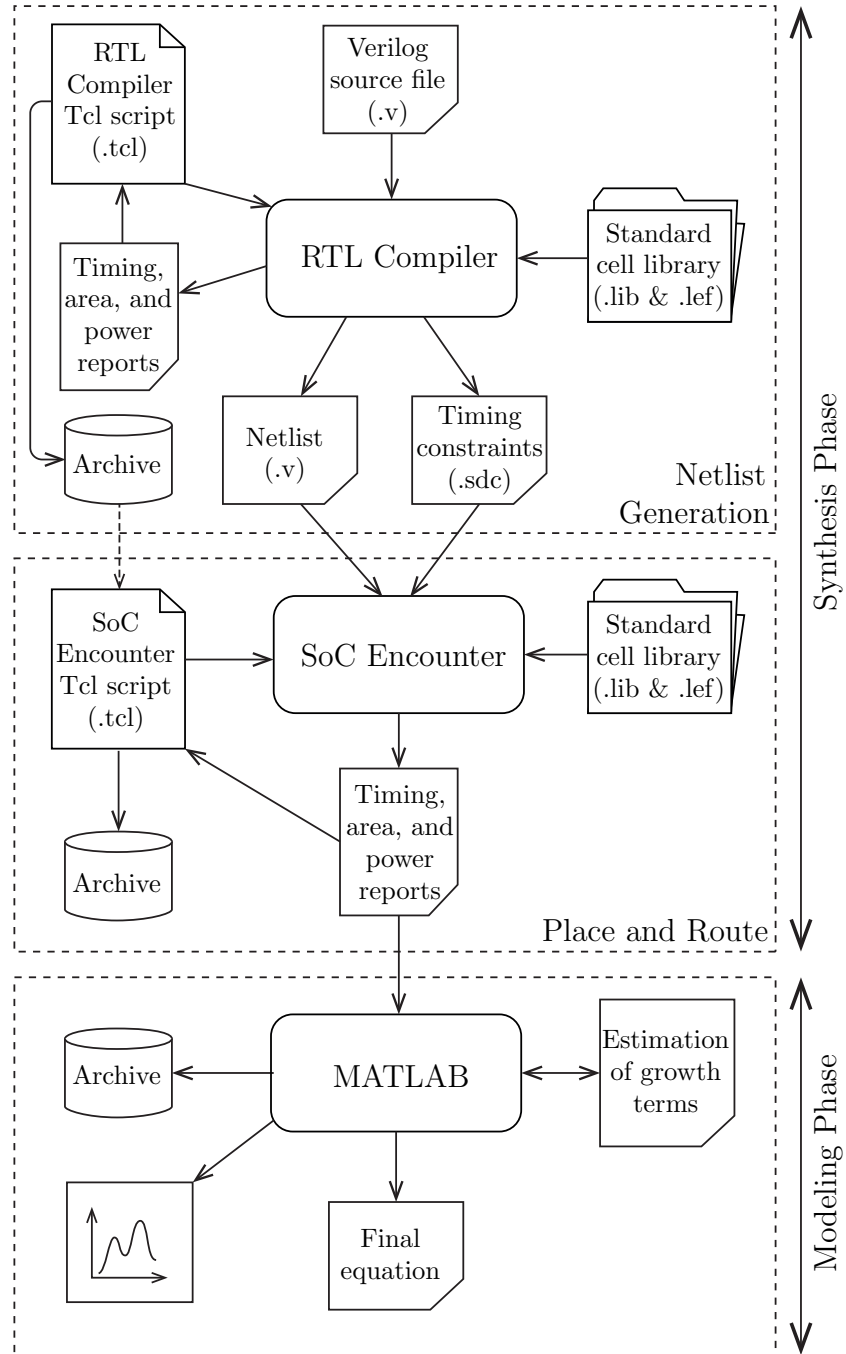 RTL
Compiler
Tcl script
(.tcl)
Verilog
source file
(.v)
RTL Compiler
Standard
cell library
(.lib & .lef)
Timing,
area, and
power
reports
Archive
Netlist
(.v)
Timing
constraints
(.sdc)
Netlist
Generation
Synthesis Phase
SoC
Encounter
Tcl script
(.tcl)
SoC Encounter
Standard
cell library
(.lib & .lef)
Timing,
area, and
power
reports
Archive
Place and Route
Archive
MATLAB
Estimation
of growth
terms
Final
equation
Modeling Phase